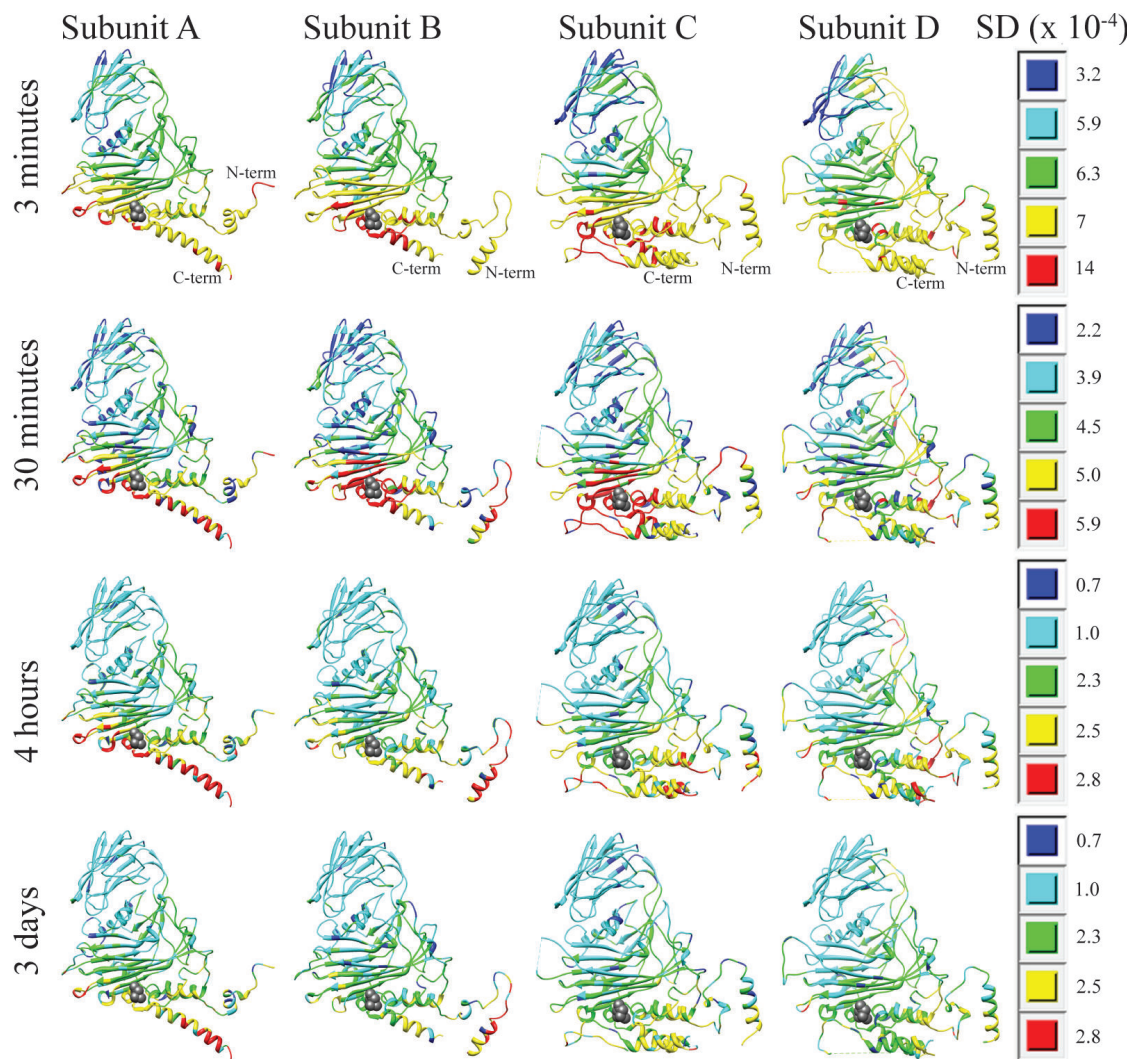 Subunit A Subunit B Subunit C Subunit D SD (x 10⁻⁴)
3 minutes
N-term
C-term
C-term
N-term
C-term
N-term
C-term
N-term
3.2
5.9
6.3
7
14
30 minutes
2.2
3.9
4.5
5.0
5.9
4 hours
0.7
1.0
2.3
2.5
2.8
3 days
0.7
1.0
2.3
2.5
2.8